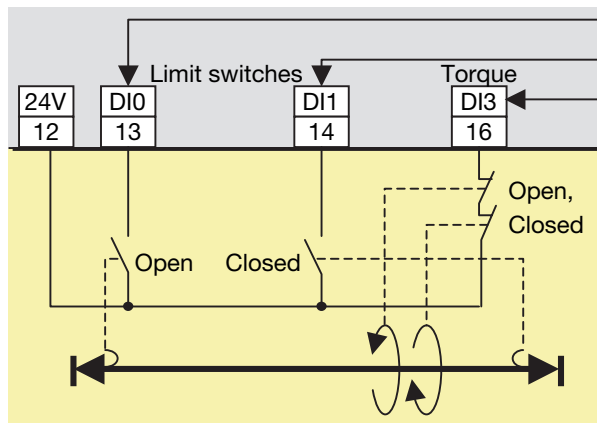 Limit switches
Torque
24V DI0 DI1 DI3
12 13 14 16
Open,
Closed
Open Closed